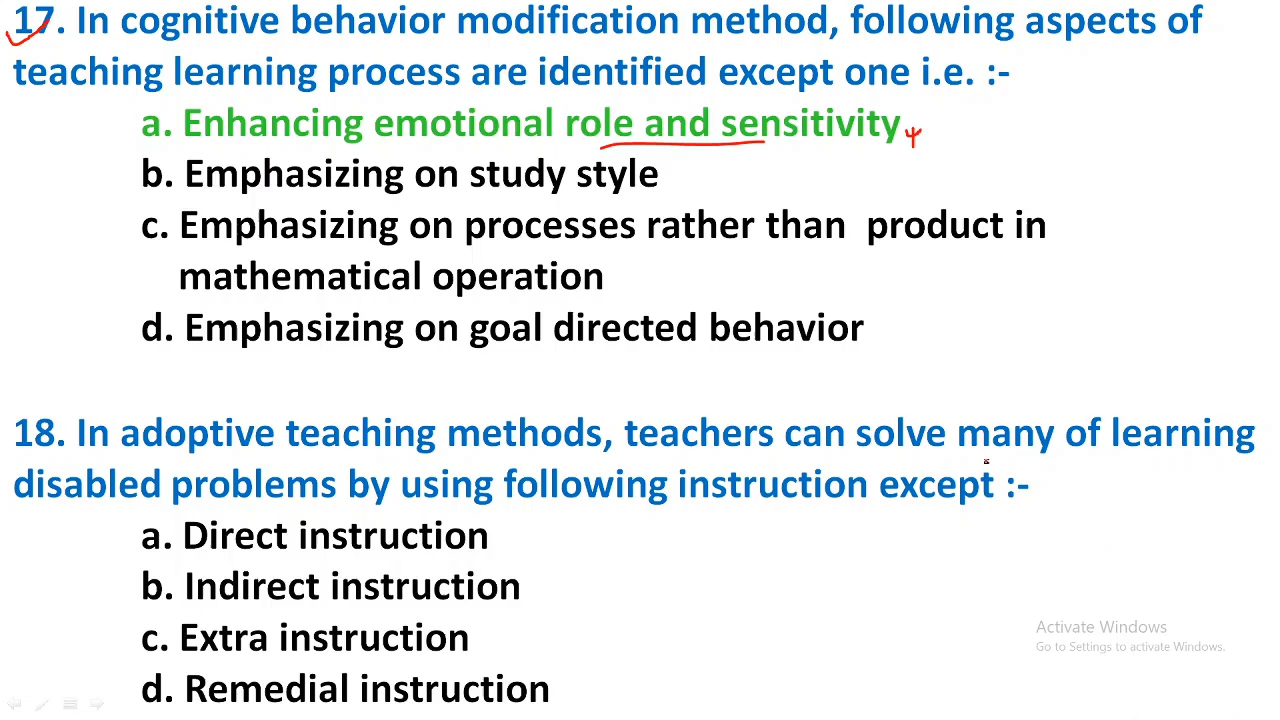 17. In cognitive behavior modification method, following aspects of
teaching learning process are identified except one i.e. :-
a. Enhancing emotional role and sensitivity
b. Emphasizing on study style
c. Emphasizing on processes rather than product in
mathematical operation
d. Emphasizing on goal directed behavior
18. In adoptive teaching methods, teachers can solve many of learning
disabled problems by using following instruction except :-
a. Direct instruction
b. Indirect instruction
c. Extra instruction
d. Remedial instruction
Activate Windows
Go to Settings to activate Windows.